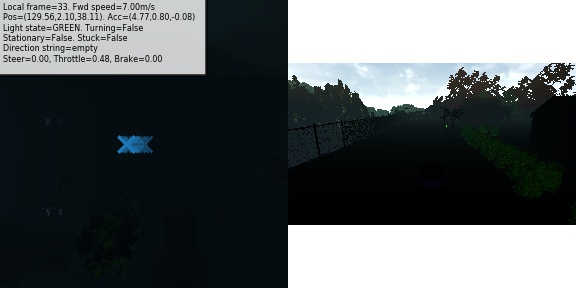 Local frame=33. Fwd speed=7.00m/s
Pos=(129.56,2.10,38.11). Acc=(4.77,0.80,-0.08)
Light state=GREEN. Turning=False
Stationary=False. Stuck=False
Direction string=empty
Steer=0.00, Throttle=0.48, Brake=0.00